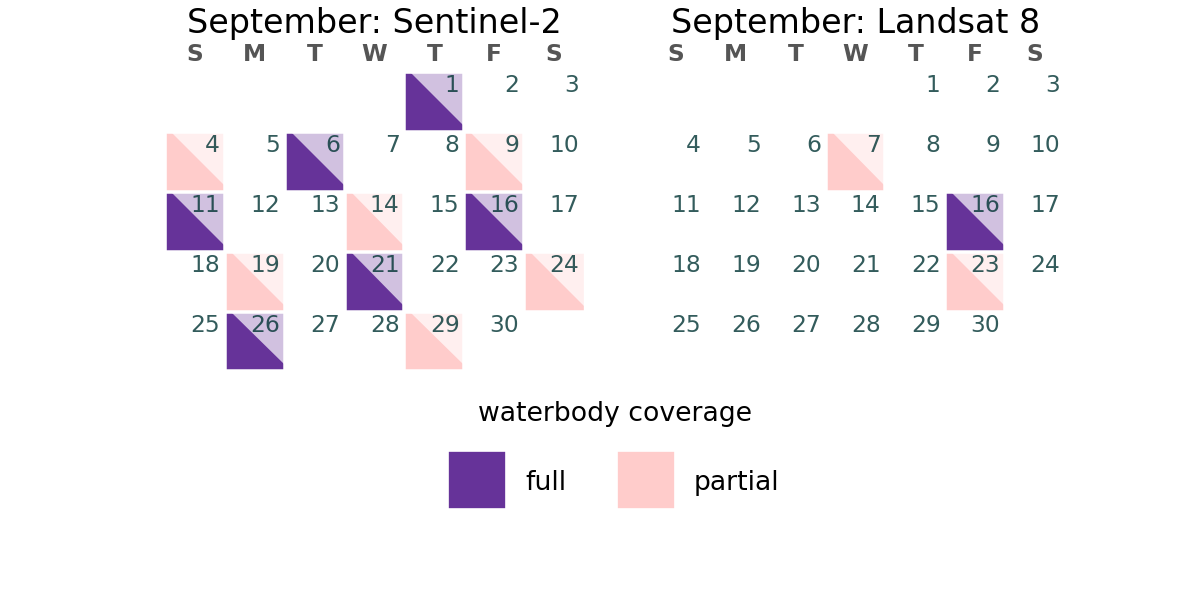 September: Sentinel-2
S M T W T F S
1 2 3
4 5 6 7 8 9 10
11 12 13 14 15 16 17
18 19 20 21 22 23 24
25 26 27 28 29 30
September: Landsat 8
S M T W T F S
1 2 3
4 5 6 7 8 9 10
11 12 13 14 15 16 17
18 19 20 21 22 23 24
25 26 27 28 29 30
waterbody coverage
full partial